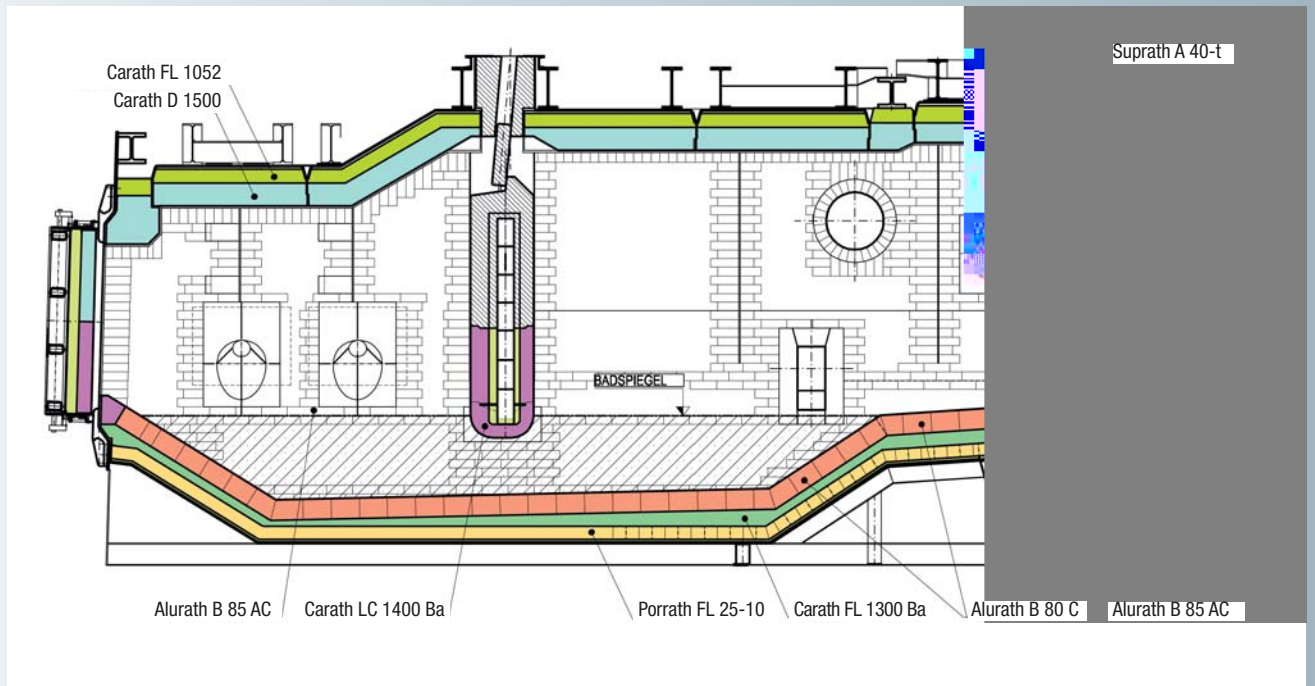 Suprath A 40-t
Carath FL 1052
Carath D 1500
BADSPIEGEL
Alurath B 85 AC
Carath LC 1400 Ba
Porrath FL 25-10
Carath FL 1300 Ba
Alurath B 80 C
Alurath B 85 AC